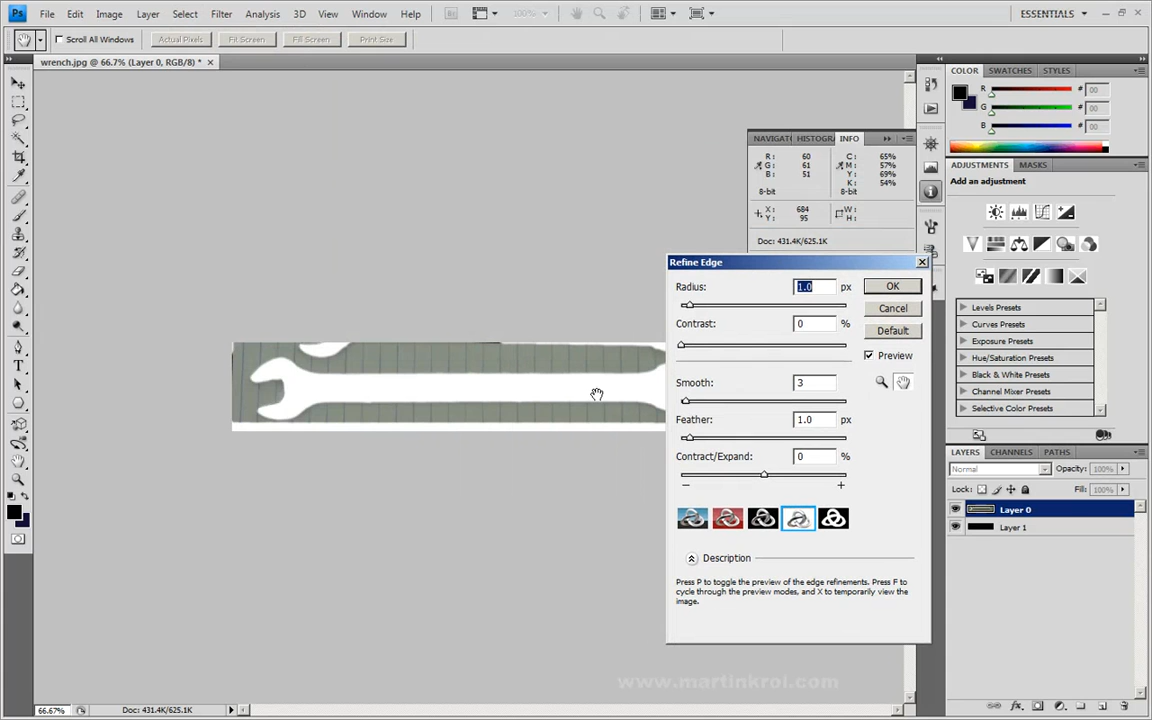 Ps File Edit Image Layer Select Filter Analysis 3D View Window Help 100% ESSENTIALS
Scroll All Windows Actual Pixels Fit Screen Fill Screen Print Size
wrench.jpg @ 66.7% (Layer 0, RGB/8) *
COLOR SWATCHES STYLES
R # 00
G # 00
B # 00
NAVIGAT HISTOGR INFO
R: 60 C: 65%
G: 61 M: 57%
B: 51 Y: 69%
K: 54%
8-bit 8-bit
X: 684 W:
Y: 95 H:
Doc: 431.4K/625.1K
ADJUSTMENTS MASKS
Add an adjustment
Levels Presets
Curves Presets
Exposure Presets
Hue/Saturation Presets
Black & White Presets
Channel Mixer Presets
Selective Color Presets
Refine Edge
Radius: 1.0 px OK
Contrast: 0 % Cancel
Default
Preview
Smooth: 3
Feather: 1.0 px
Contract/Expand: 0 %
Description
Press P to toggle the preview of the edge refinements. Press F to
cycle through the preview modes, and X to temporarily view the
image.
LAYERS CHANNELS PATHS
Normal Opacity: 100%
Lock: Fill: 100%
Layer 0
Layer 1
www.martinkrol.com
66.67% Doc: 431.4K/625.1K